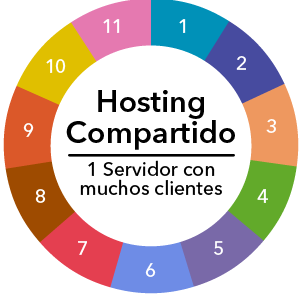 11
1
10
2
Hosting
9
3
Compartido
1 Servidor con
muchos clientes
8
4
7
5
6